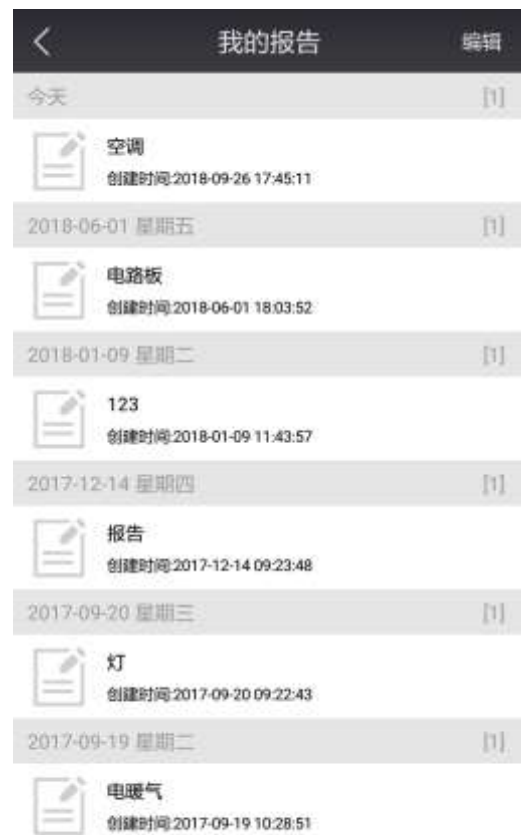 我的报告 编辑
今天 [1]
空调
创建时间:2018-09-26 17:45:11
2018-06-01 星期五 [1]
电路板
创建时间:2018-06-01 18:03:52
2018-01-09 星期二 [1]
123
创建时间:2018-01-09 11:43:57
2017-12-14 星期四 [1]
报告
创建时间:2017-12-14 09:23:48
2017-09-20 星期三 [1]
灯
创建时间:2017-09-20 09:22:43
2017-09-19 星期二 [1]
电暖气
创建时间:2017-09-19 10:28:51